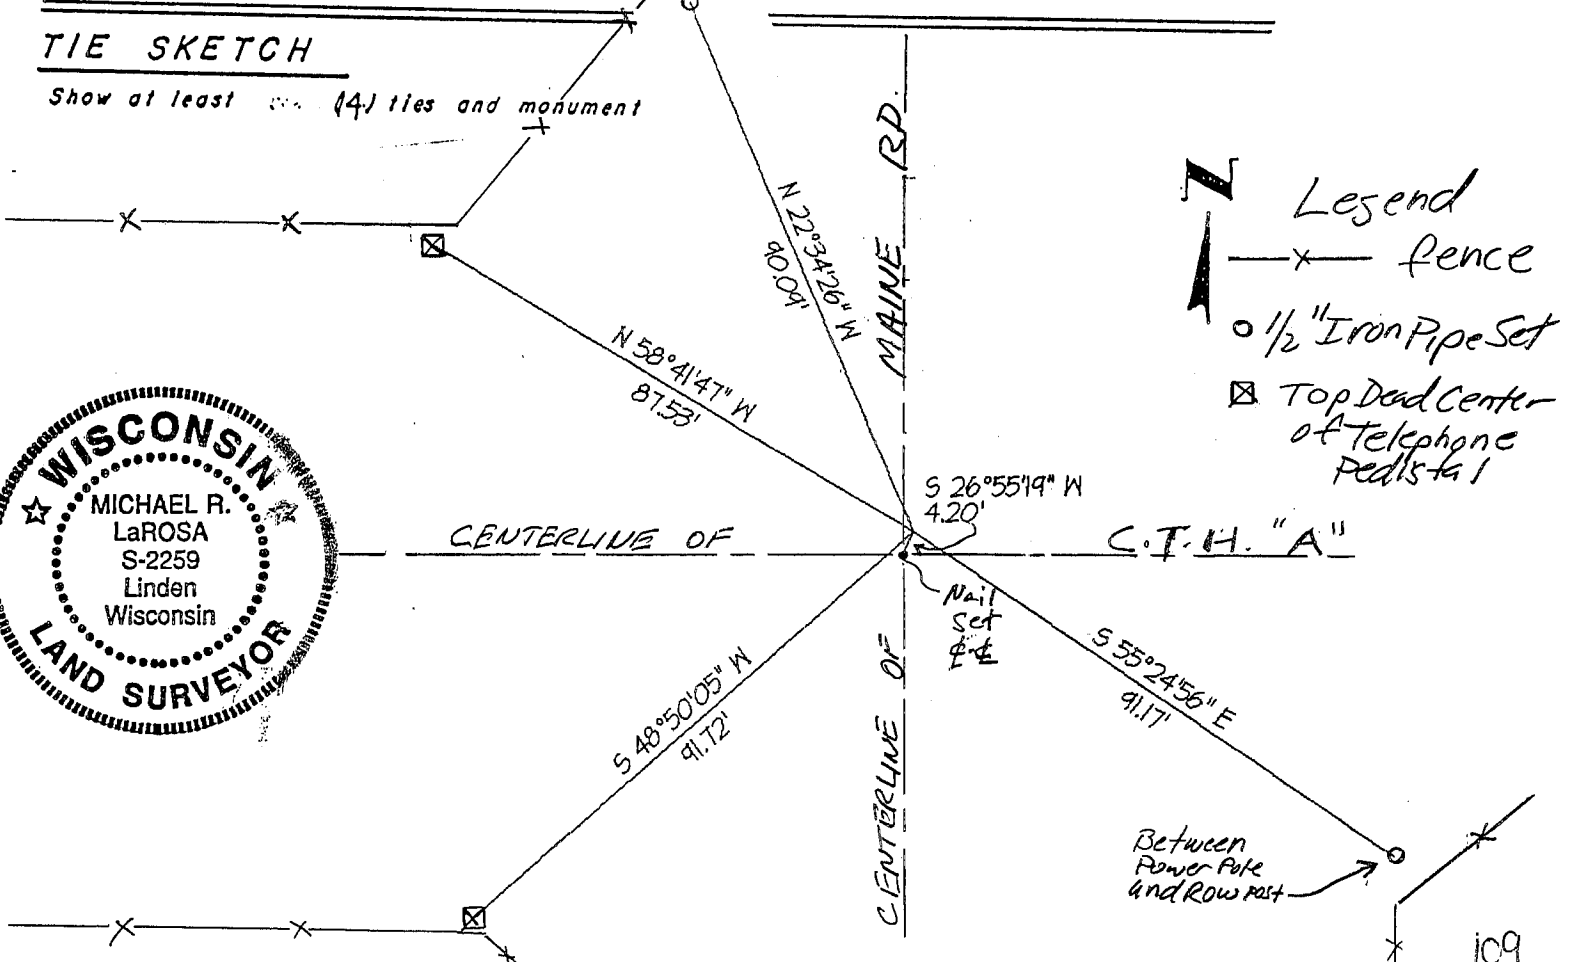 TIE SKETCH
Show at least (4) ties and monument
N
Legend
fence
1/2" Iron Pipe Set
Top Dead Center
of Telephone
Pedistal
MAINE RD.
N 22°34'26" W
90.09'
N 58°41'47" W
87.53'
WISCONSIN
MICHAEL R.
LaROSA
S-2259
Linden
Wisconsin
LAND SURVEYOR
S 26°55'19" W
4.20'
CENTERLINE OF
C.T.H. "A"
Nail
Set
CENTERLINE OF
S 55°24'56" E
91.17'
S 48°50'05" W
91.72'
Between
Power Pole
and Row Post